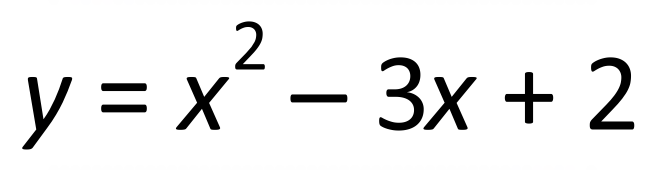 y = x² − 3x + 2